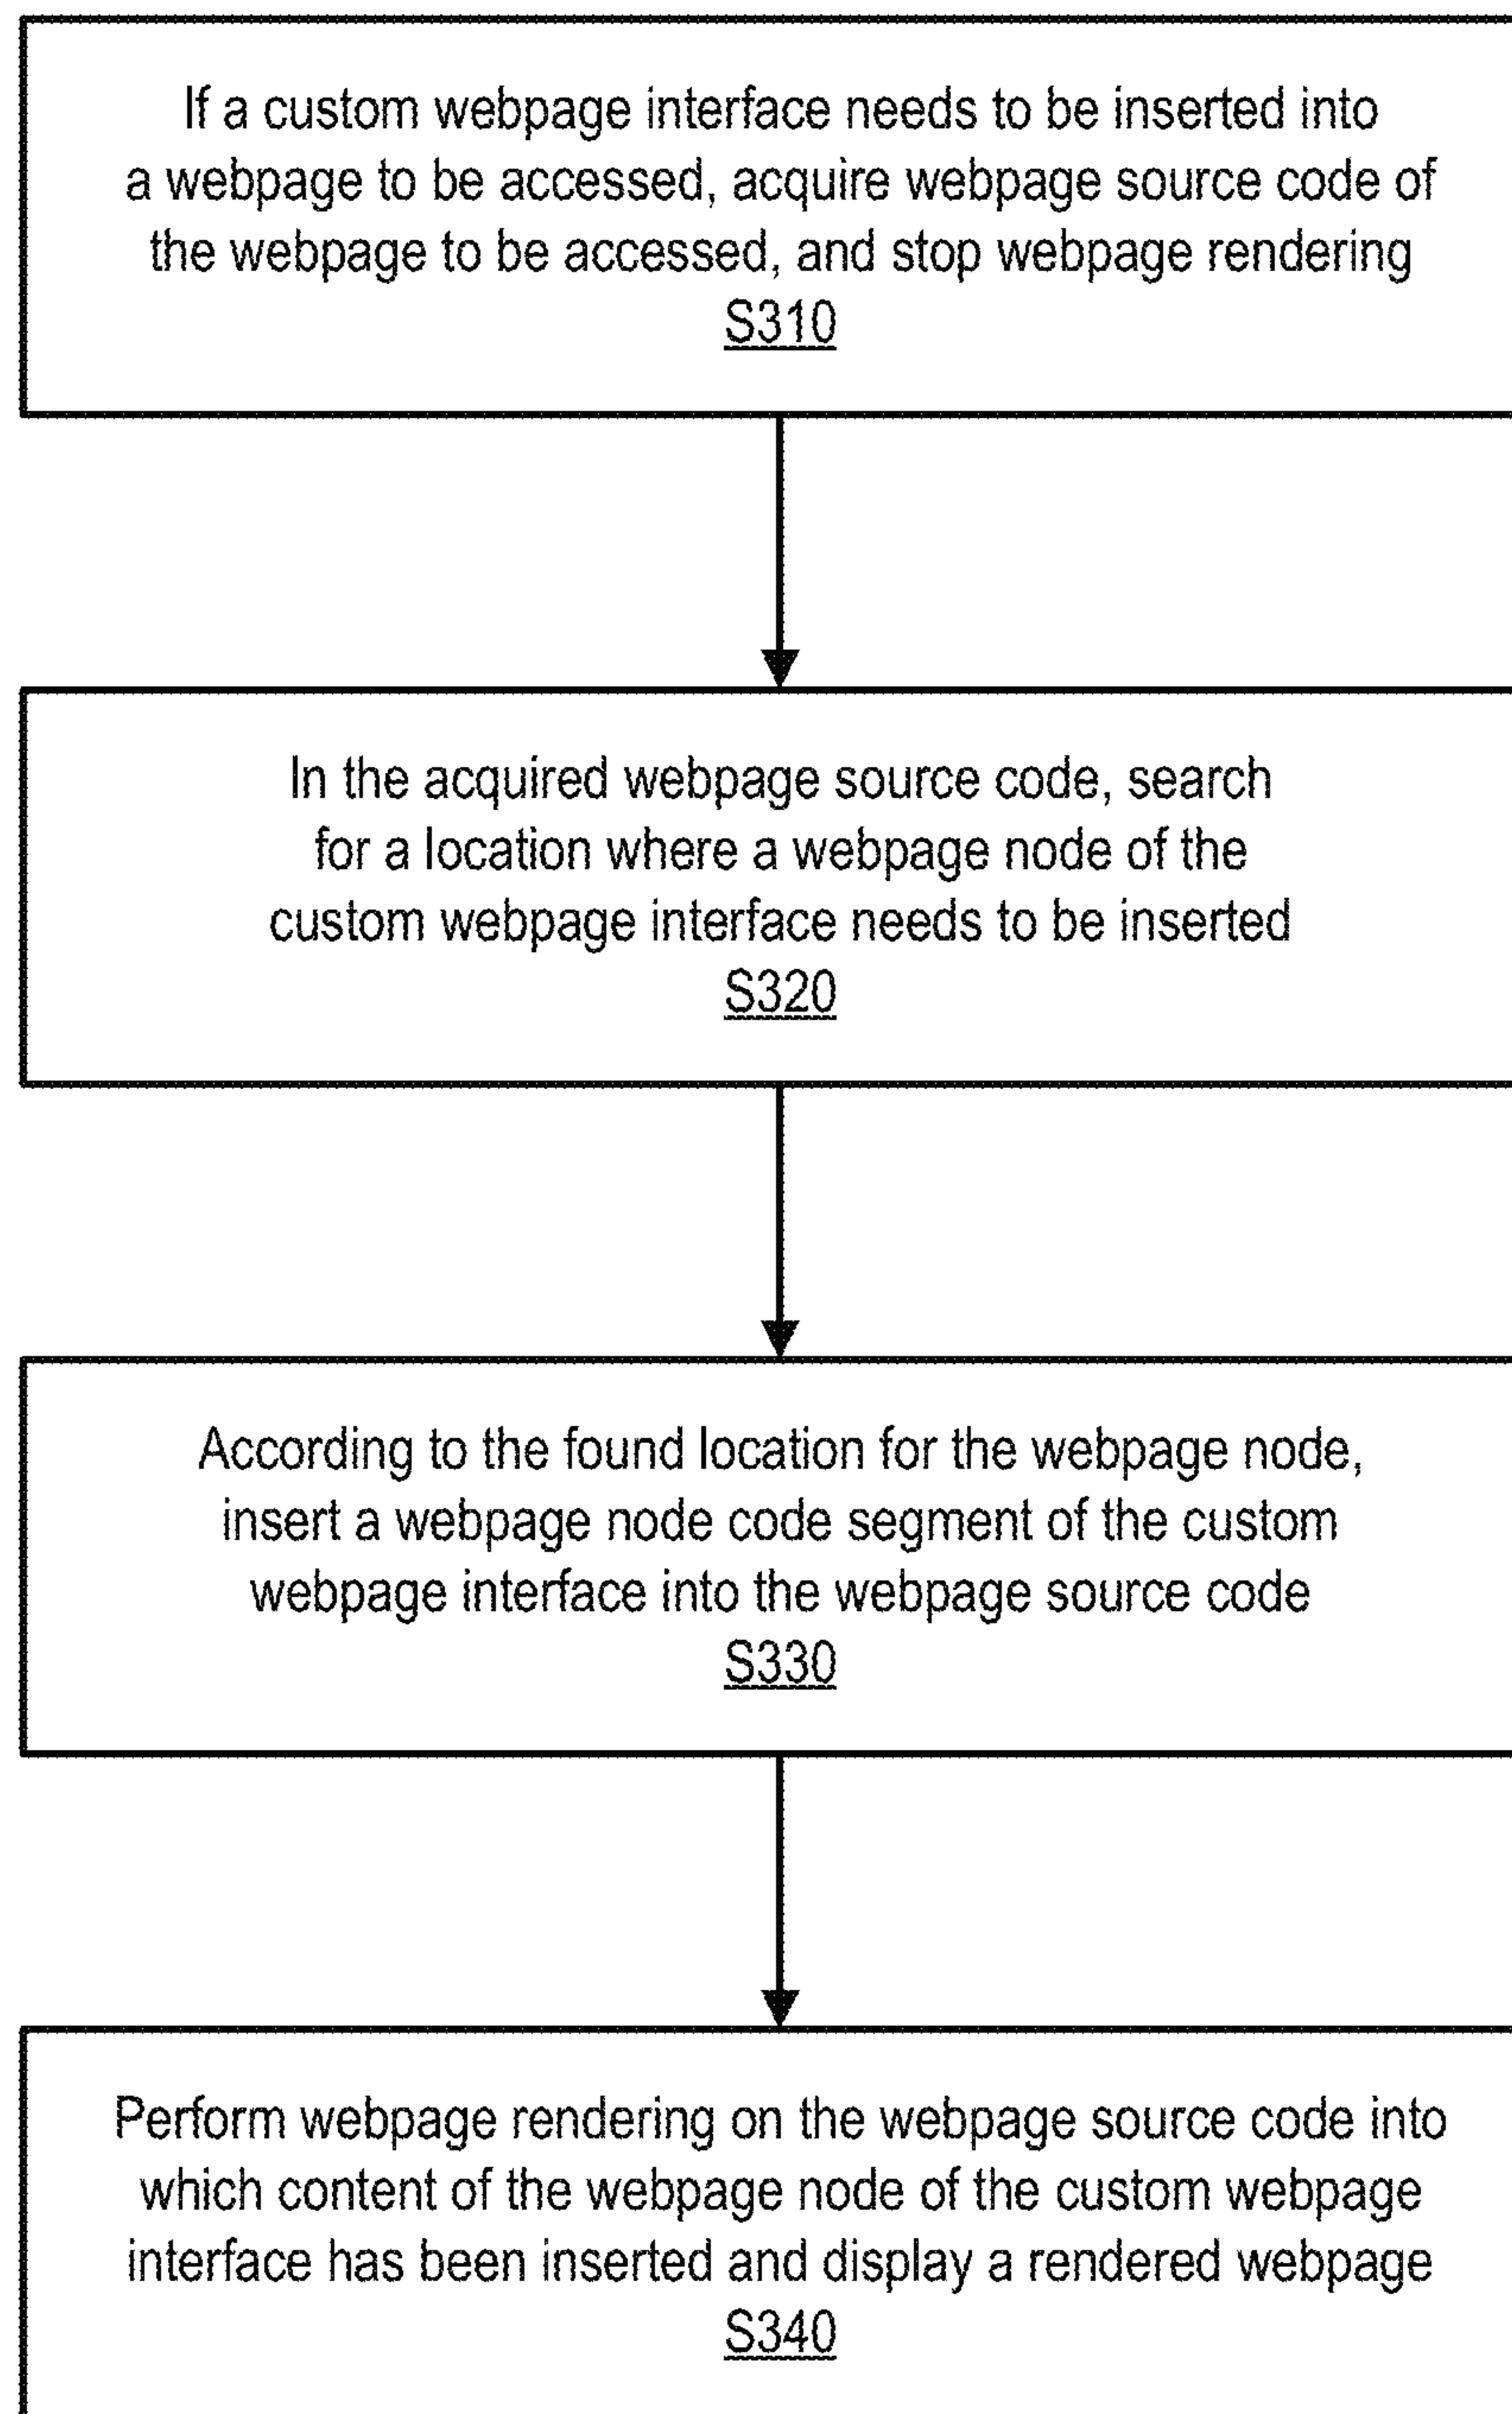 If a custom webpage interface needs to be inserted into
a webpage to be accessed, acquire webpage source code of
the webpage to be accessed, and stop webpage rendering
S310
In the acquired webpage source code, search
for a location where a webpage node of the
custom webpage interface needs to be inserted
S320
According to the found location for the webpage node,
insert a webpage node code segment of the custom
webpage interface into the webpage source code
S330
Perform webpage rendering on the webpage source code into
which content of the webpage node of the custom webpage
interface has been inserted and display a rendered webpage
S340